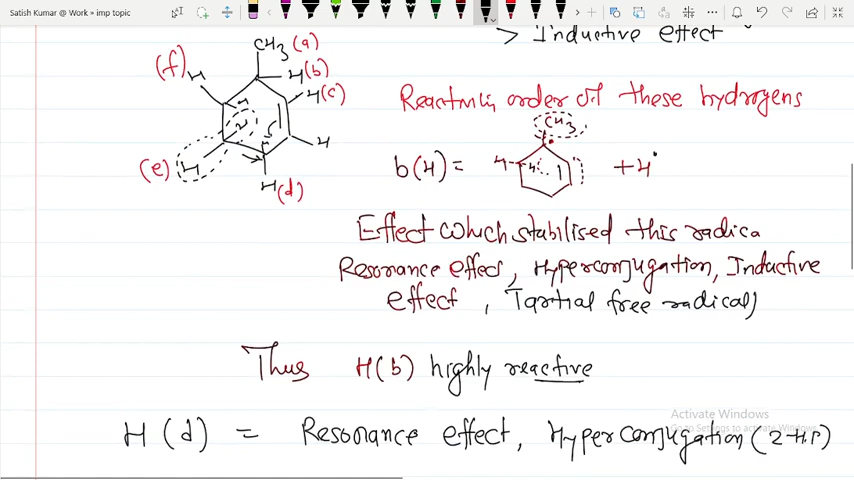 Satish Kumar @ Work » imp topic
> Inductive effect
CH3 (a)
(f) H
H (b)
H (c)
H
H
H
(e) H
H (d)
Reactivity order of these hydrogens
CH3
b(H) = H H + H•
Effect which stabilised this radica
Resonance effect, Hyperconjugation, Inductive
effect, Tartial free radical)
Thus H(b) highly reactive
Activate Windows
Go to Settings to activate Windows.
H (d) = Resonance effect, Hyperconjugation (2-H.P)